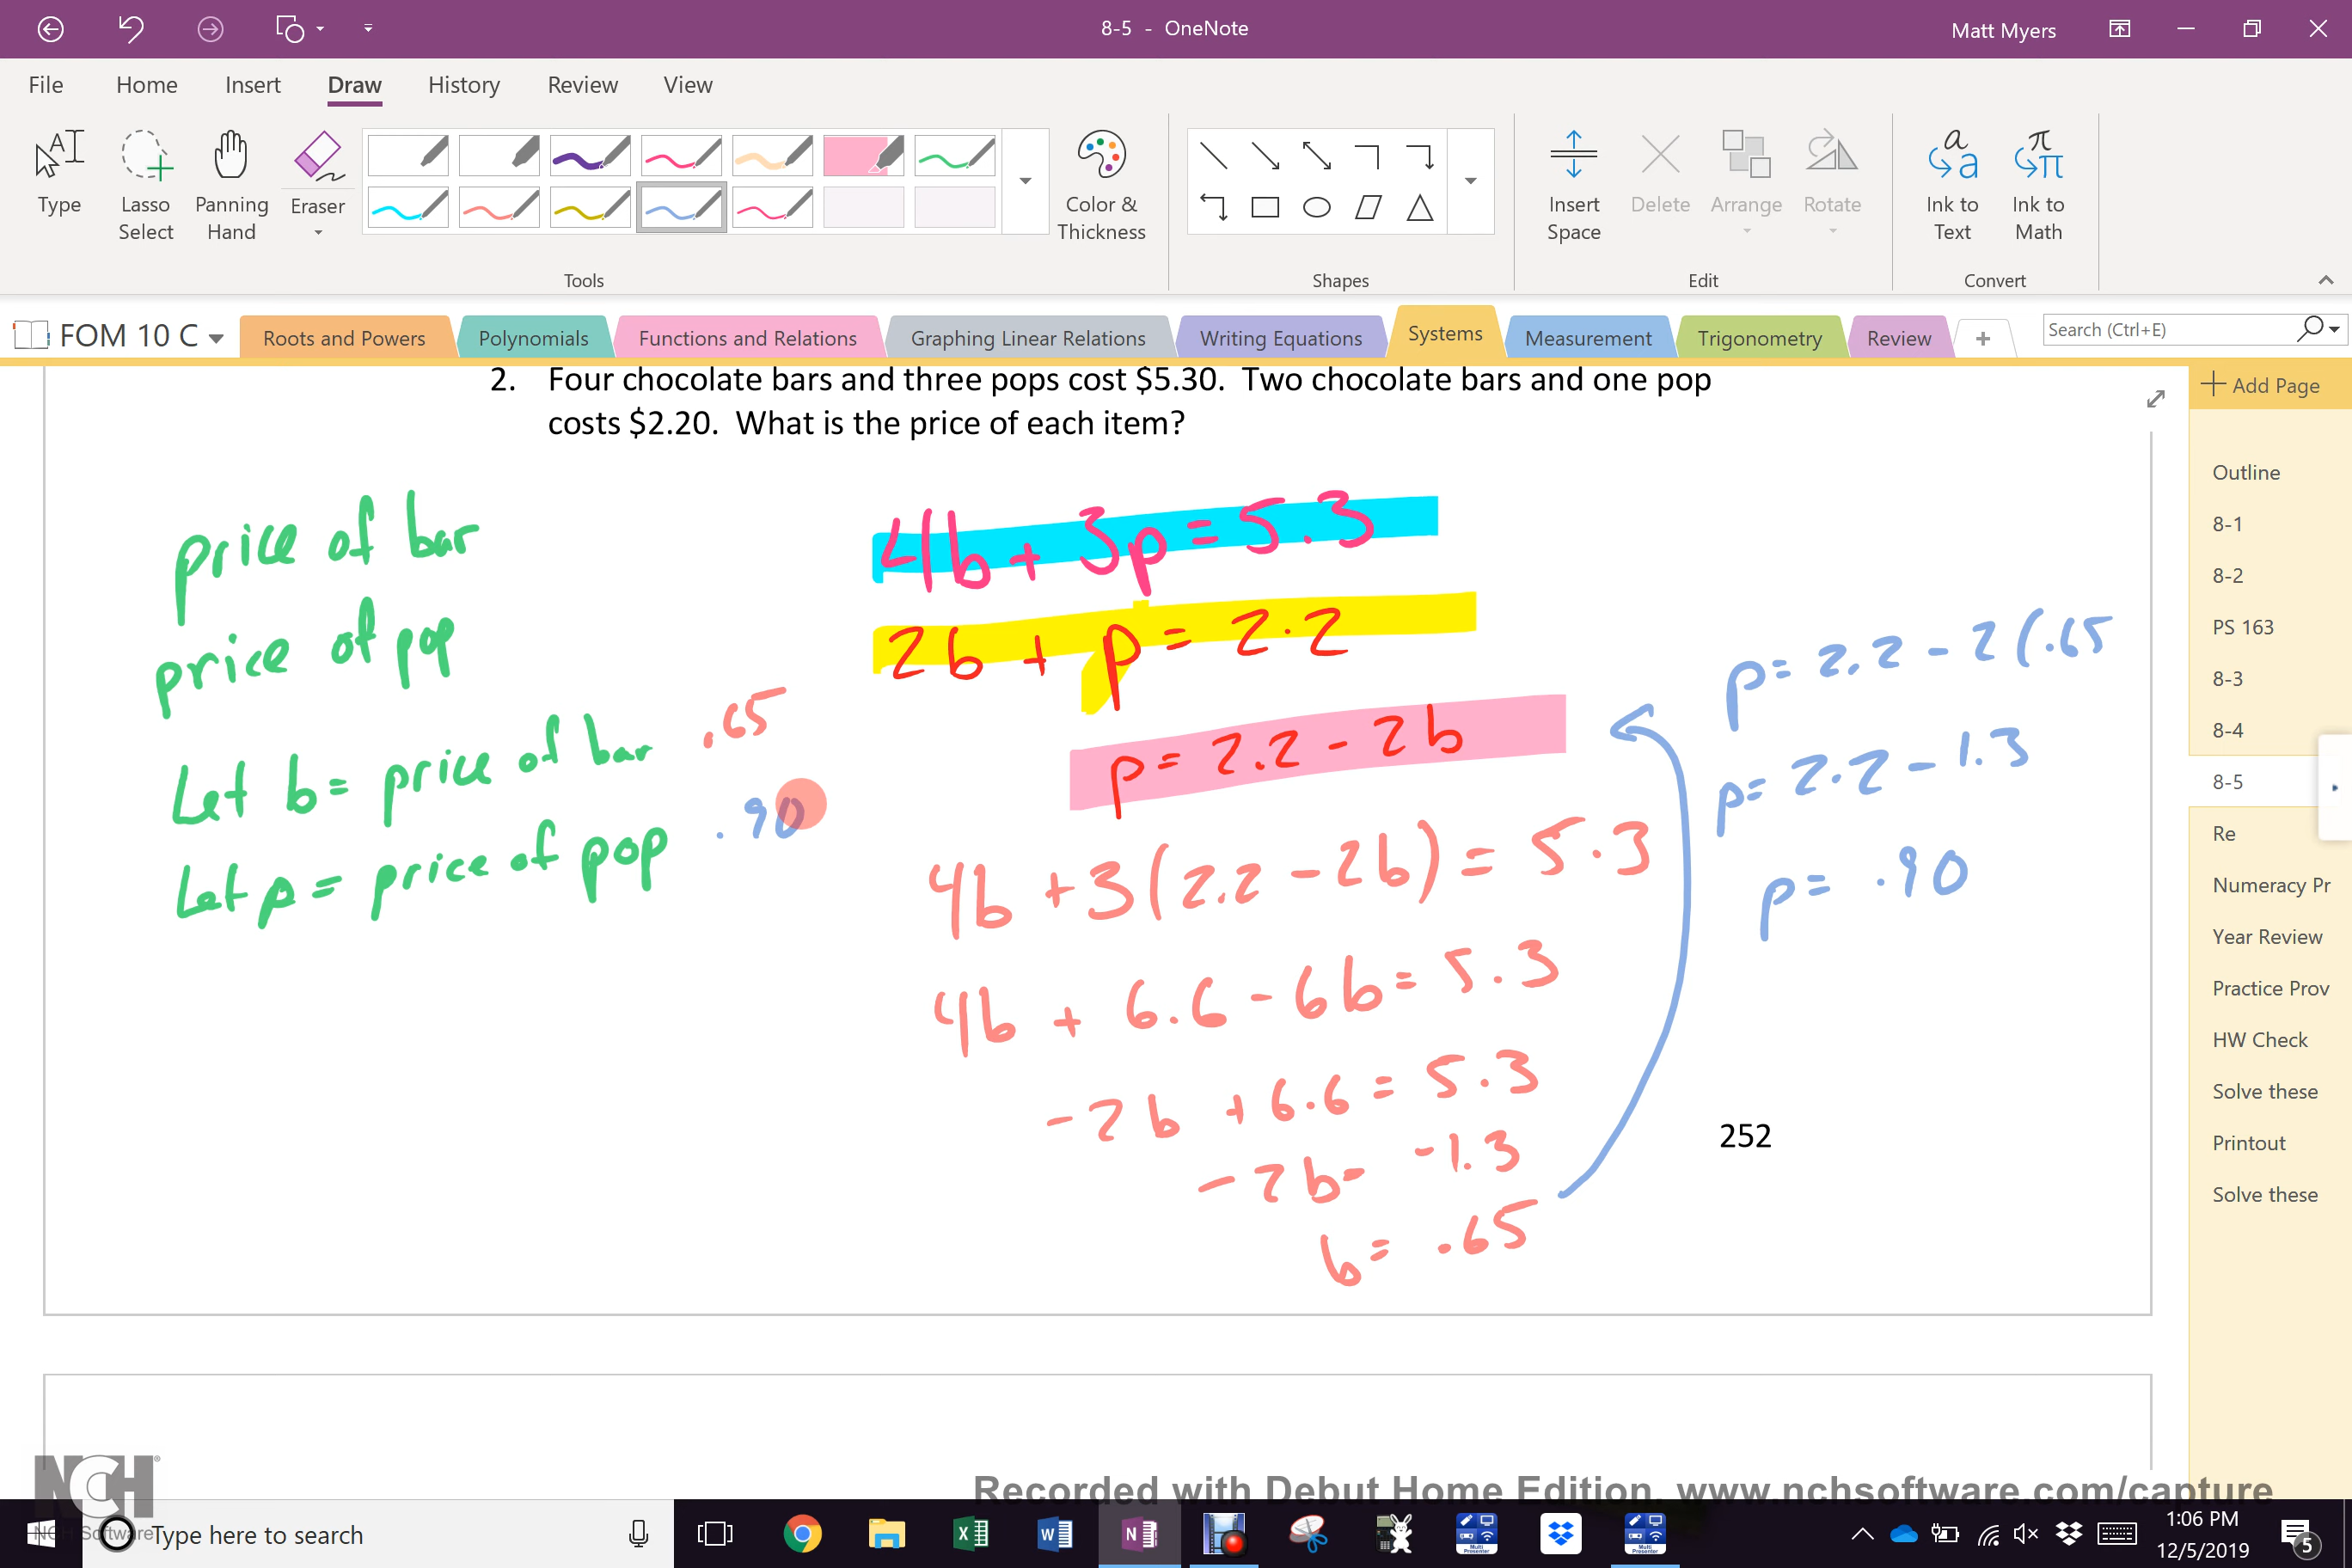 8-5 - OneNote
Matt Myers
File Home Insert Draw History Review View
Type
Lasso Select
Panning Hand
Eraser
Color & Thickness
Insert Space
Delete
Arrange
Rotate
Ink to Text
Ink to Math
Tools
Shapes
Edit
Convert
FOM 10 C
Roots and Powers
Polynomials
Functions and Relations
Graphing Linear Relations
Writing Equations
Systems
Measurement
Trigonometry
Review
Search (Ctrl+E)
Add Page
Outline
8-1
8-2
PS 163
8-3
8-4
8-5
Re
Numeracy Pr
Year Review
Practice Prov
HW Check
Solve these
Printout
Solve these
2. Four chocolate bars and three pops cost $5.30. Two chocolate bars and one pop
costs $2.20. What is the price of each item?
price of bar
price of pop
Let b = price of bar .65
Let p = price of pop .90
4b + 3p = 5.3
2b + p = 2.2
p = 2.2 - 2b
4b + 3(2.2 - 2b) = 5.3
4b + 6.6 - 6b = 5.3
-2b + 6.6 = 5.3
-2b = -1.3
b = .65
p = 2.2 - 2(.65
p = 2.2 - 1.3
p = .90
252
NCH
NCH Software
Recorded with Debut Home Edition. www.nchsoftware.com/capture
Type here to search
1:06 PM
12/5/2019
5